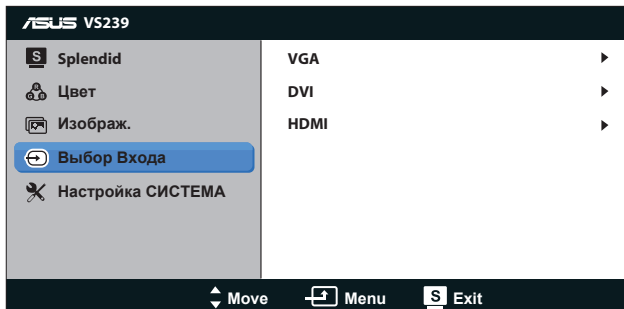 ASUS VS239
S Splendid
Цвет
Изображ.
Выбор Входа
Настройка СИСТЕМА
VGA
DVI
HDMI
Move Menu S Exit